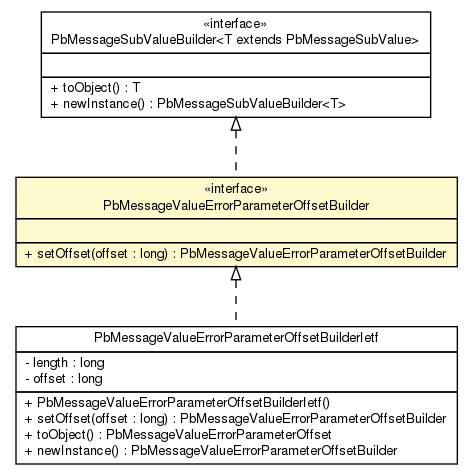 «interface»
PbMessageSubValueBuilder<T extends PbMessageSubValue>
+ toObject() : T
+ newInstance() : PbMessageSubValueBuilder<T>
«interface»
PbMessageValueErrorParameterOffsetBuilder
+ setOffset(offset : long) : PbMessageValueErrorParameterOffsetBuilder
PbMessageValueErrorParameterOffsetBuilderIetf
- length : long
- offset : long
+ PbMessageValueErrorParameterOffsetBuilderIetf()
+ setOffset(offset : long) : PbMessageValueErrorParameterOffsetBuilder
+ toObject() : PbMessageValueErrorParameterOffset
+ newInstance() : PbMessageValueErrorParameterOffsetBuilder